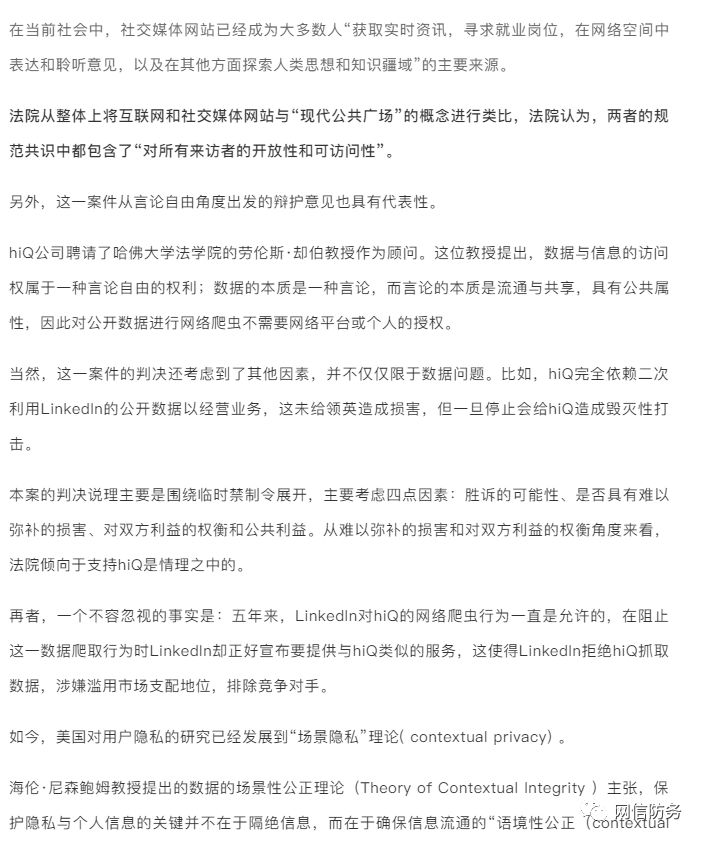 在当前社会中，社交媒体网站已经成为大多数人“获取实时资讯，寻求就业岗位，在网络空间中
表达和聆听意见，以及在其他方面探索人类思想和知识疆域”的主要来源。
法院从整体上将互联网和社交媒体网站与“现代公共广场”的概念进行类比，法院认为，两者的规
范共识中都包含了“对所有来访者的开放性和可访问性”。
另外，这一案件从言论自由角度出发的辩护意见也具有代表性。
hiQ公司聘请了哈佛大学法学院的劳伦斯·却伯教授作为顾问。这位教授提出，数据与信息的访问
权属于一种言论自由的权利；数据的本质是一种言论，而言论的本质是流通与共享，具有公共属
性，因此对公开数据进行网络爬虫不需要网络平台或个人的授权。
当然，这一案件的判决还考虑到了其他因素，并不仅仅限于数据问题。比如，hiQ完全依赖二次
利用LinkedIn的公开数据以经营业务，这未给领英造成损害，但一旦停止会给hiQ造成毁灭性打
击。
本案的判决说理主要是围绕临时禁制令展开，主要考虑四点因素：胜诉的可能性、是否具有难以
弥补的损害、对双方利益的权衡和公共利益。从难以弥补的损害和对双方利益的权衡角度来看，
法院倾向于支持hiQ是情理之中的。
再者，一个不容忽视的事实是：五年来，LinkedIn对hiQ的网络爬虫行为一直是允许的，在阻止
这一数据爬取行为时LinkedIn却正好宣布要提供与hiQ类似的服务，这使得LinkedIn拒绝hiQ抓取
数据，涉嫌滥用市场支配地位，排除竞争对手。
如今，美国对用户隐私的研究已经发展到“场景隐私”理论( contextual privacy) 。
海伦·尼森鲍姆教授提出的数据的场景性公正理论（Theory of Contextual Integrity ）主张，保
护隐私与个人信息的关键并不在于隔绝信息，而在于确保信息流通的“语境性公正（contextual
网信防务